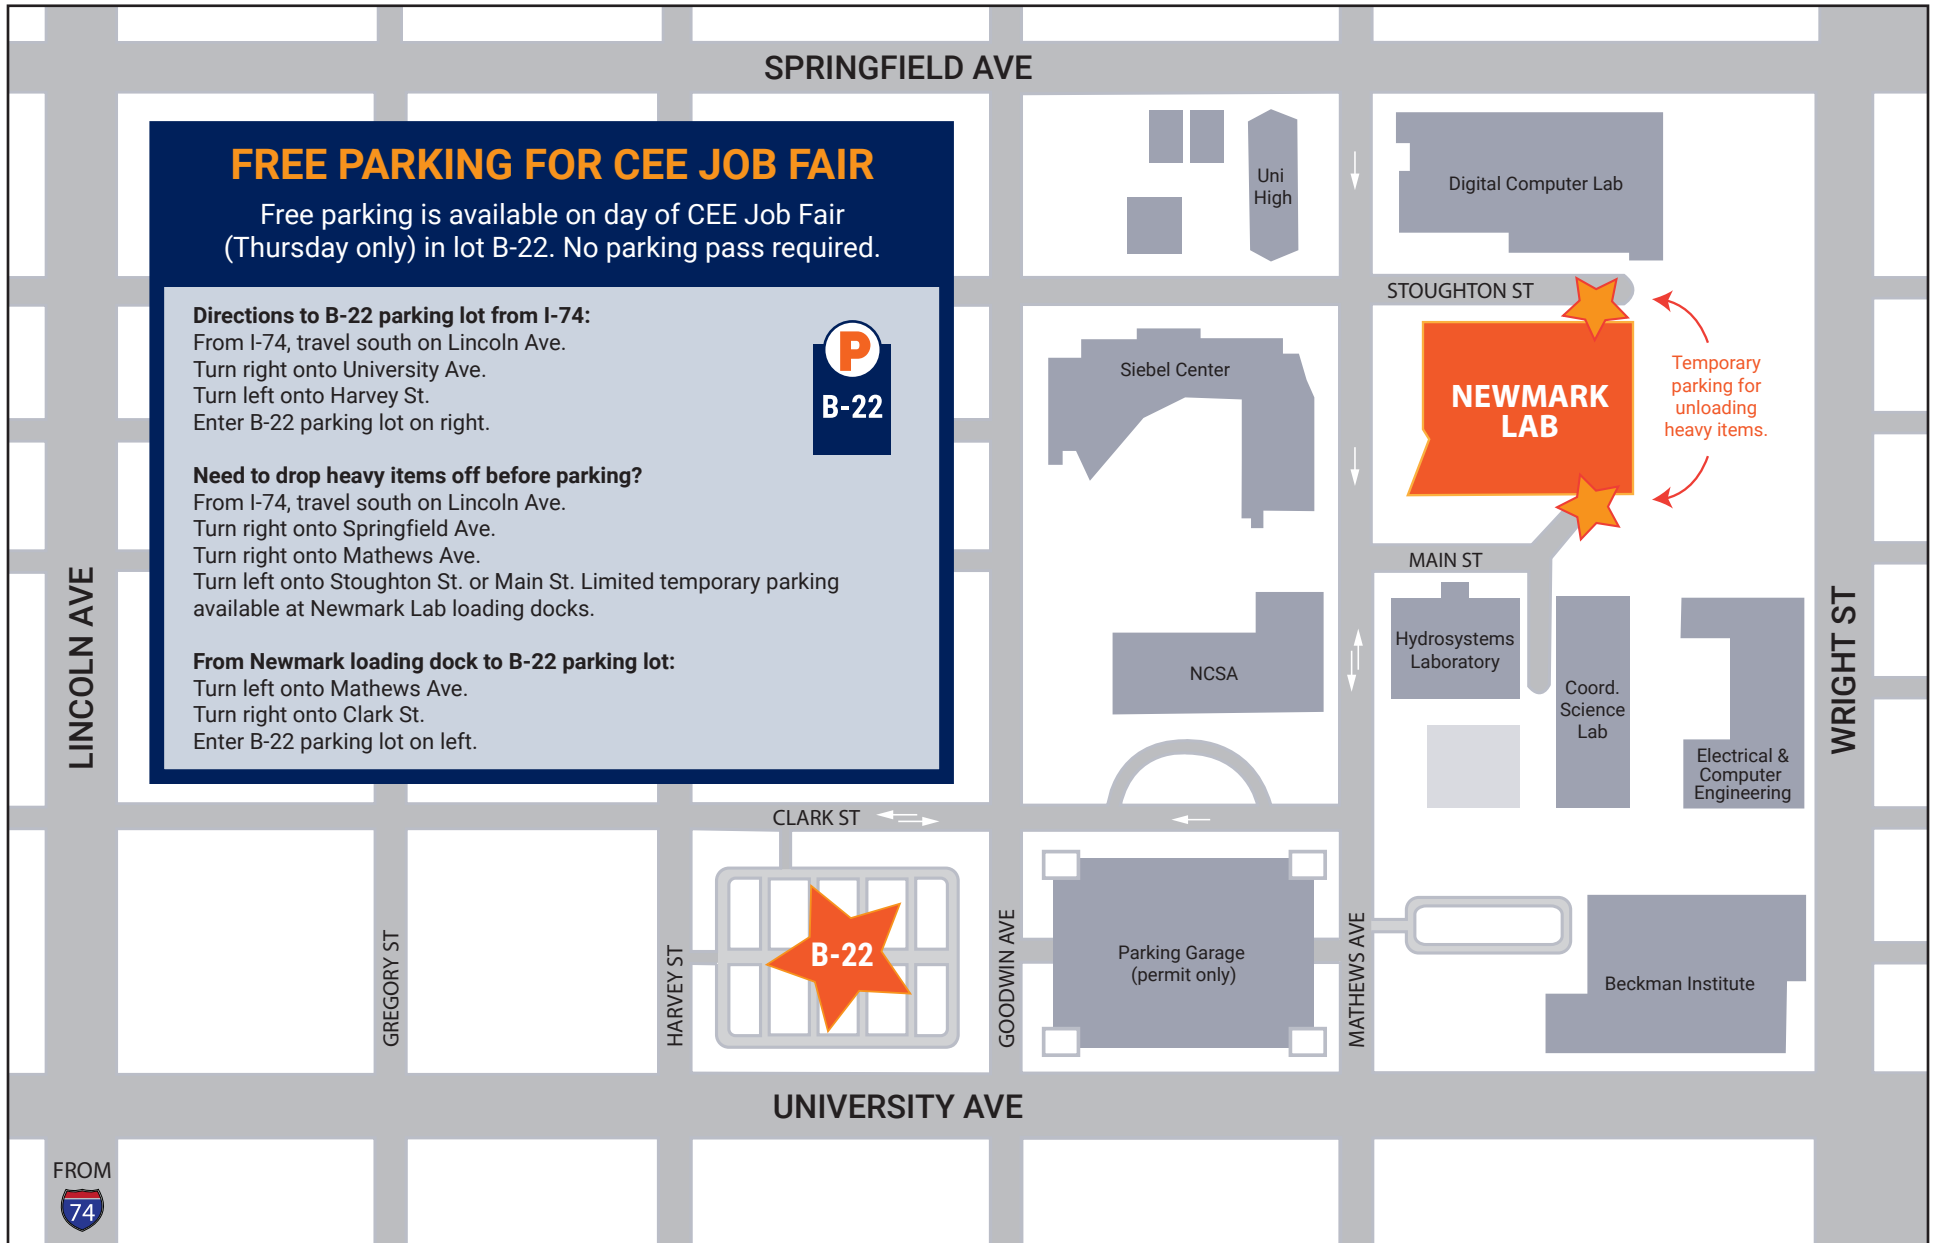 SPRINGFIELD AVE
FREE PARKING FOR CEE JOB FAIR
Free parking is available on day of CEE Job Fair
(Thursday only) in lot B-22. No parking pass required.
Directions to B-22 parking lot from I-74:
From I-74, travel south on Lincoln Ave.
Turn right onto University Ave.
Turn left onto Harvey St.
Enter B-22 parking lot on right.
P
B-22
Need to drop heavy items off before parking?
From I-74, travel south on Lincoln Ave.
Turn right onto Springfield Ave.
Turn right onto Mathews Ave.
Turn left onto Stoughton St. or Main St. Limited temporary parking
available at Newmark Lab loading docks.
From Newmark loading dock to B-22 parking lot:
Turn left onto Mathews Ave.
Turn right onto Clark St.
Enter B-22 parking lot on left.
Uni
High
Digital Computer Lab
STOUGHTON ST
Siebel Center
NEWMARK
LAB
Temporary
parking for
unloading
heavy items.
MAIN ST
LINCOLN AVE
WRIGHT ST
Hydrosystems
Laboratory
NCSA
Coord.
Science
Lab
Electrical &
Computer
Engineering
CLARK ST
B-22
GREGORY ST
HARVEY ST
GOODWIN AVE
Parking Garage
(permit only)
MATHEWS AVE
Beckman Institute
UNIVERSITY AVE
FROM
74